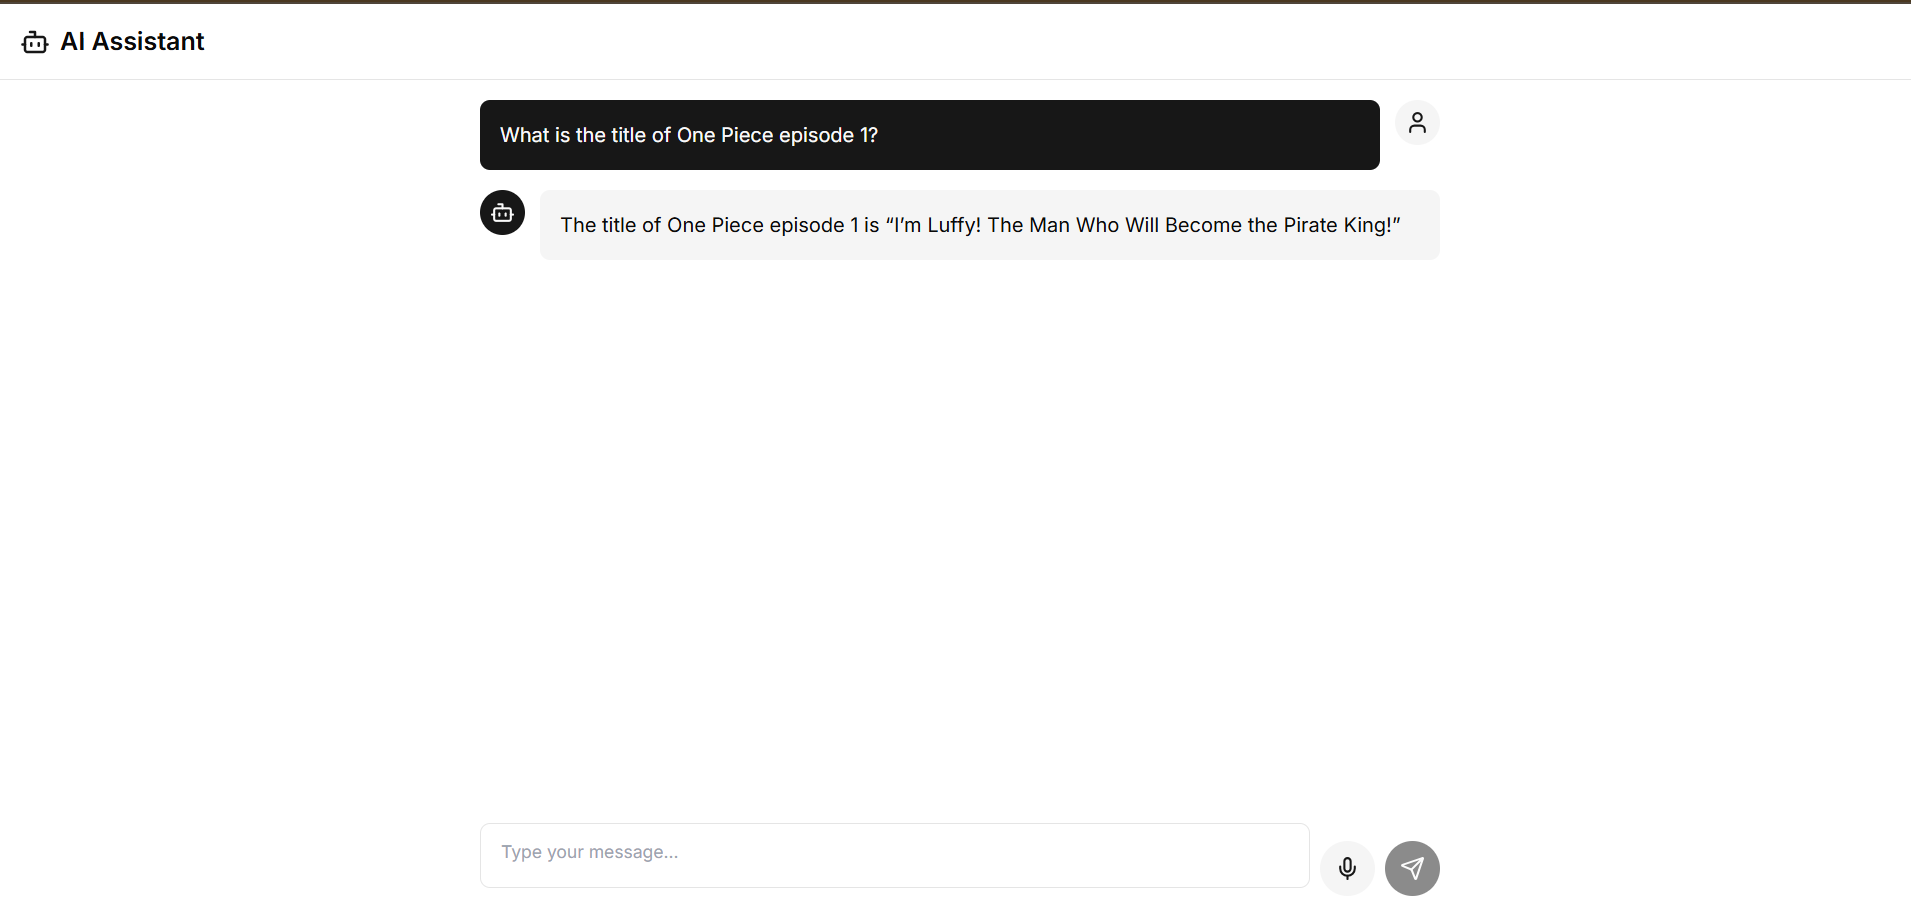 AI Assistant
What is the title of One Piece episode 1?
The title of One Piece episode 1 is “I’m Luffy! The Man Who Will Become the Pirate King!”
Type your message...